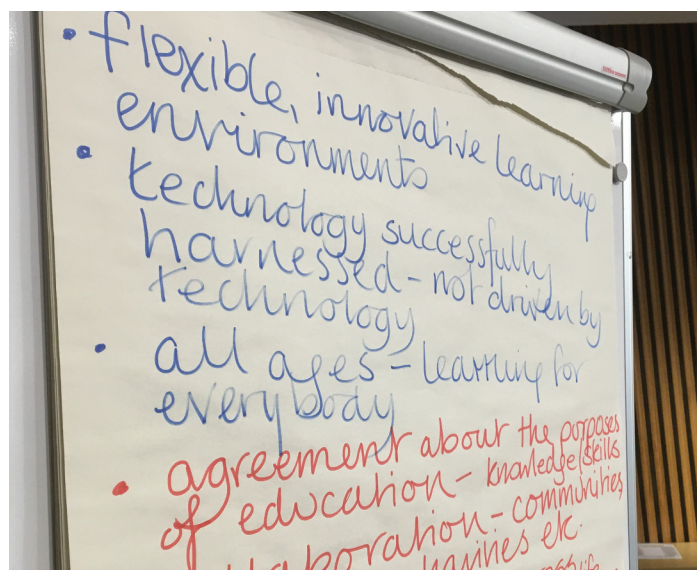 • flexible, innovative learning
environments
• technology successfully
harnessed - not driven by
technology
• all ages - learning for
everybody
• agreement about the purposes
of education - knowledge/skills
communities,
etc.